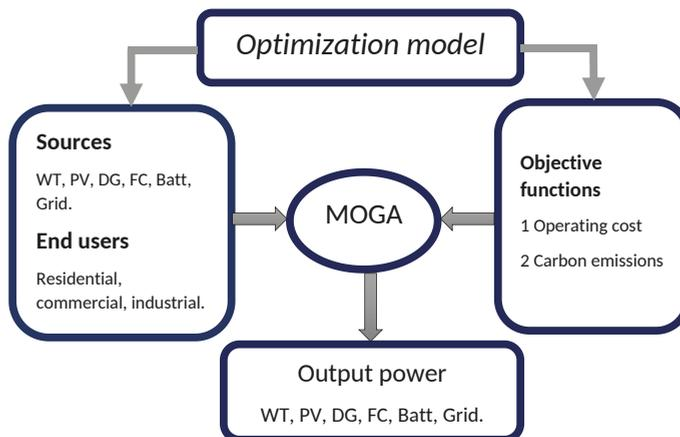 Optimization model
Sources
WT, PV, DG, FC, Batt,
Grid.
End users
Residential,
commercial, industrial.
MOGA
Objective
functions
1 Operating cost
2 Carbon emissions
Output power
WT, PV, DG, FC, Batt, Grid.